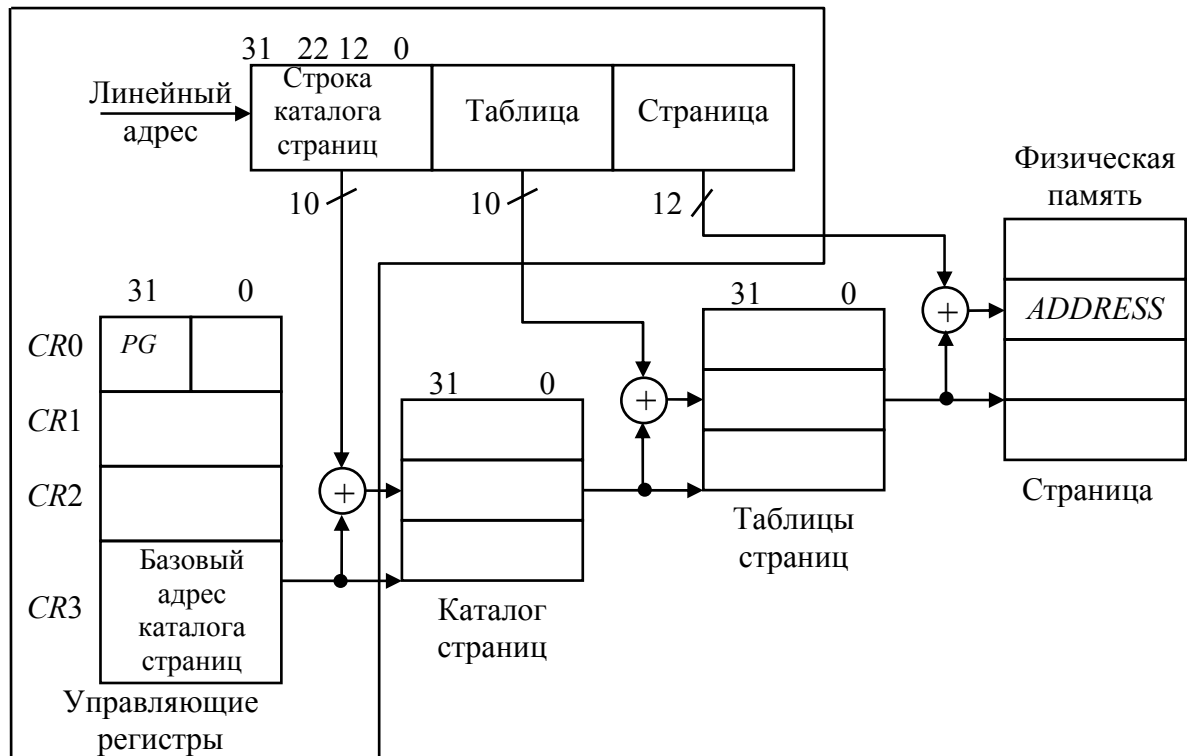 31 22 12 0
Линейный
адрес
Строка
каталога
страниц
Таблица
Страница
10
10
12
Физическая
память
31 0
CR0
PG
CR1
CR2
CR3
Базовый
адрес
каталога
страниц
Управляющие
регистры
+
31 0
Каталог
страниц
+
31 0
Таблицы
страниц
+
ADDRESS
Страница